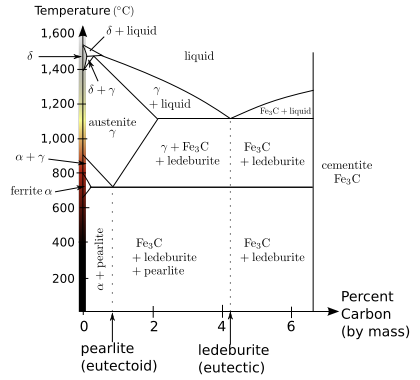 Temperature (°C)
δ + liquid
1,600
δ
liquid
1,400
δ + γ
γ
+ liquid
1,200
Fe₃C + liquid
austenite
γ
1,000
γ + Fe₃C
+ ledeburite
Fe₃C
+ ledeburite
α + γ
cementite
Fe₃C
800
ferrite α
600
α + pearlite
Fe₃C
+ ledeburite
+ pearlite
Fe₃C
+ ledeburite
400
200
0
2
4
6
Percent
Carbon
(by mass)
pearlite
(eutectoid)
ledeburite
(eutectic)